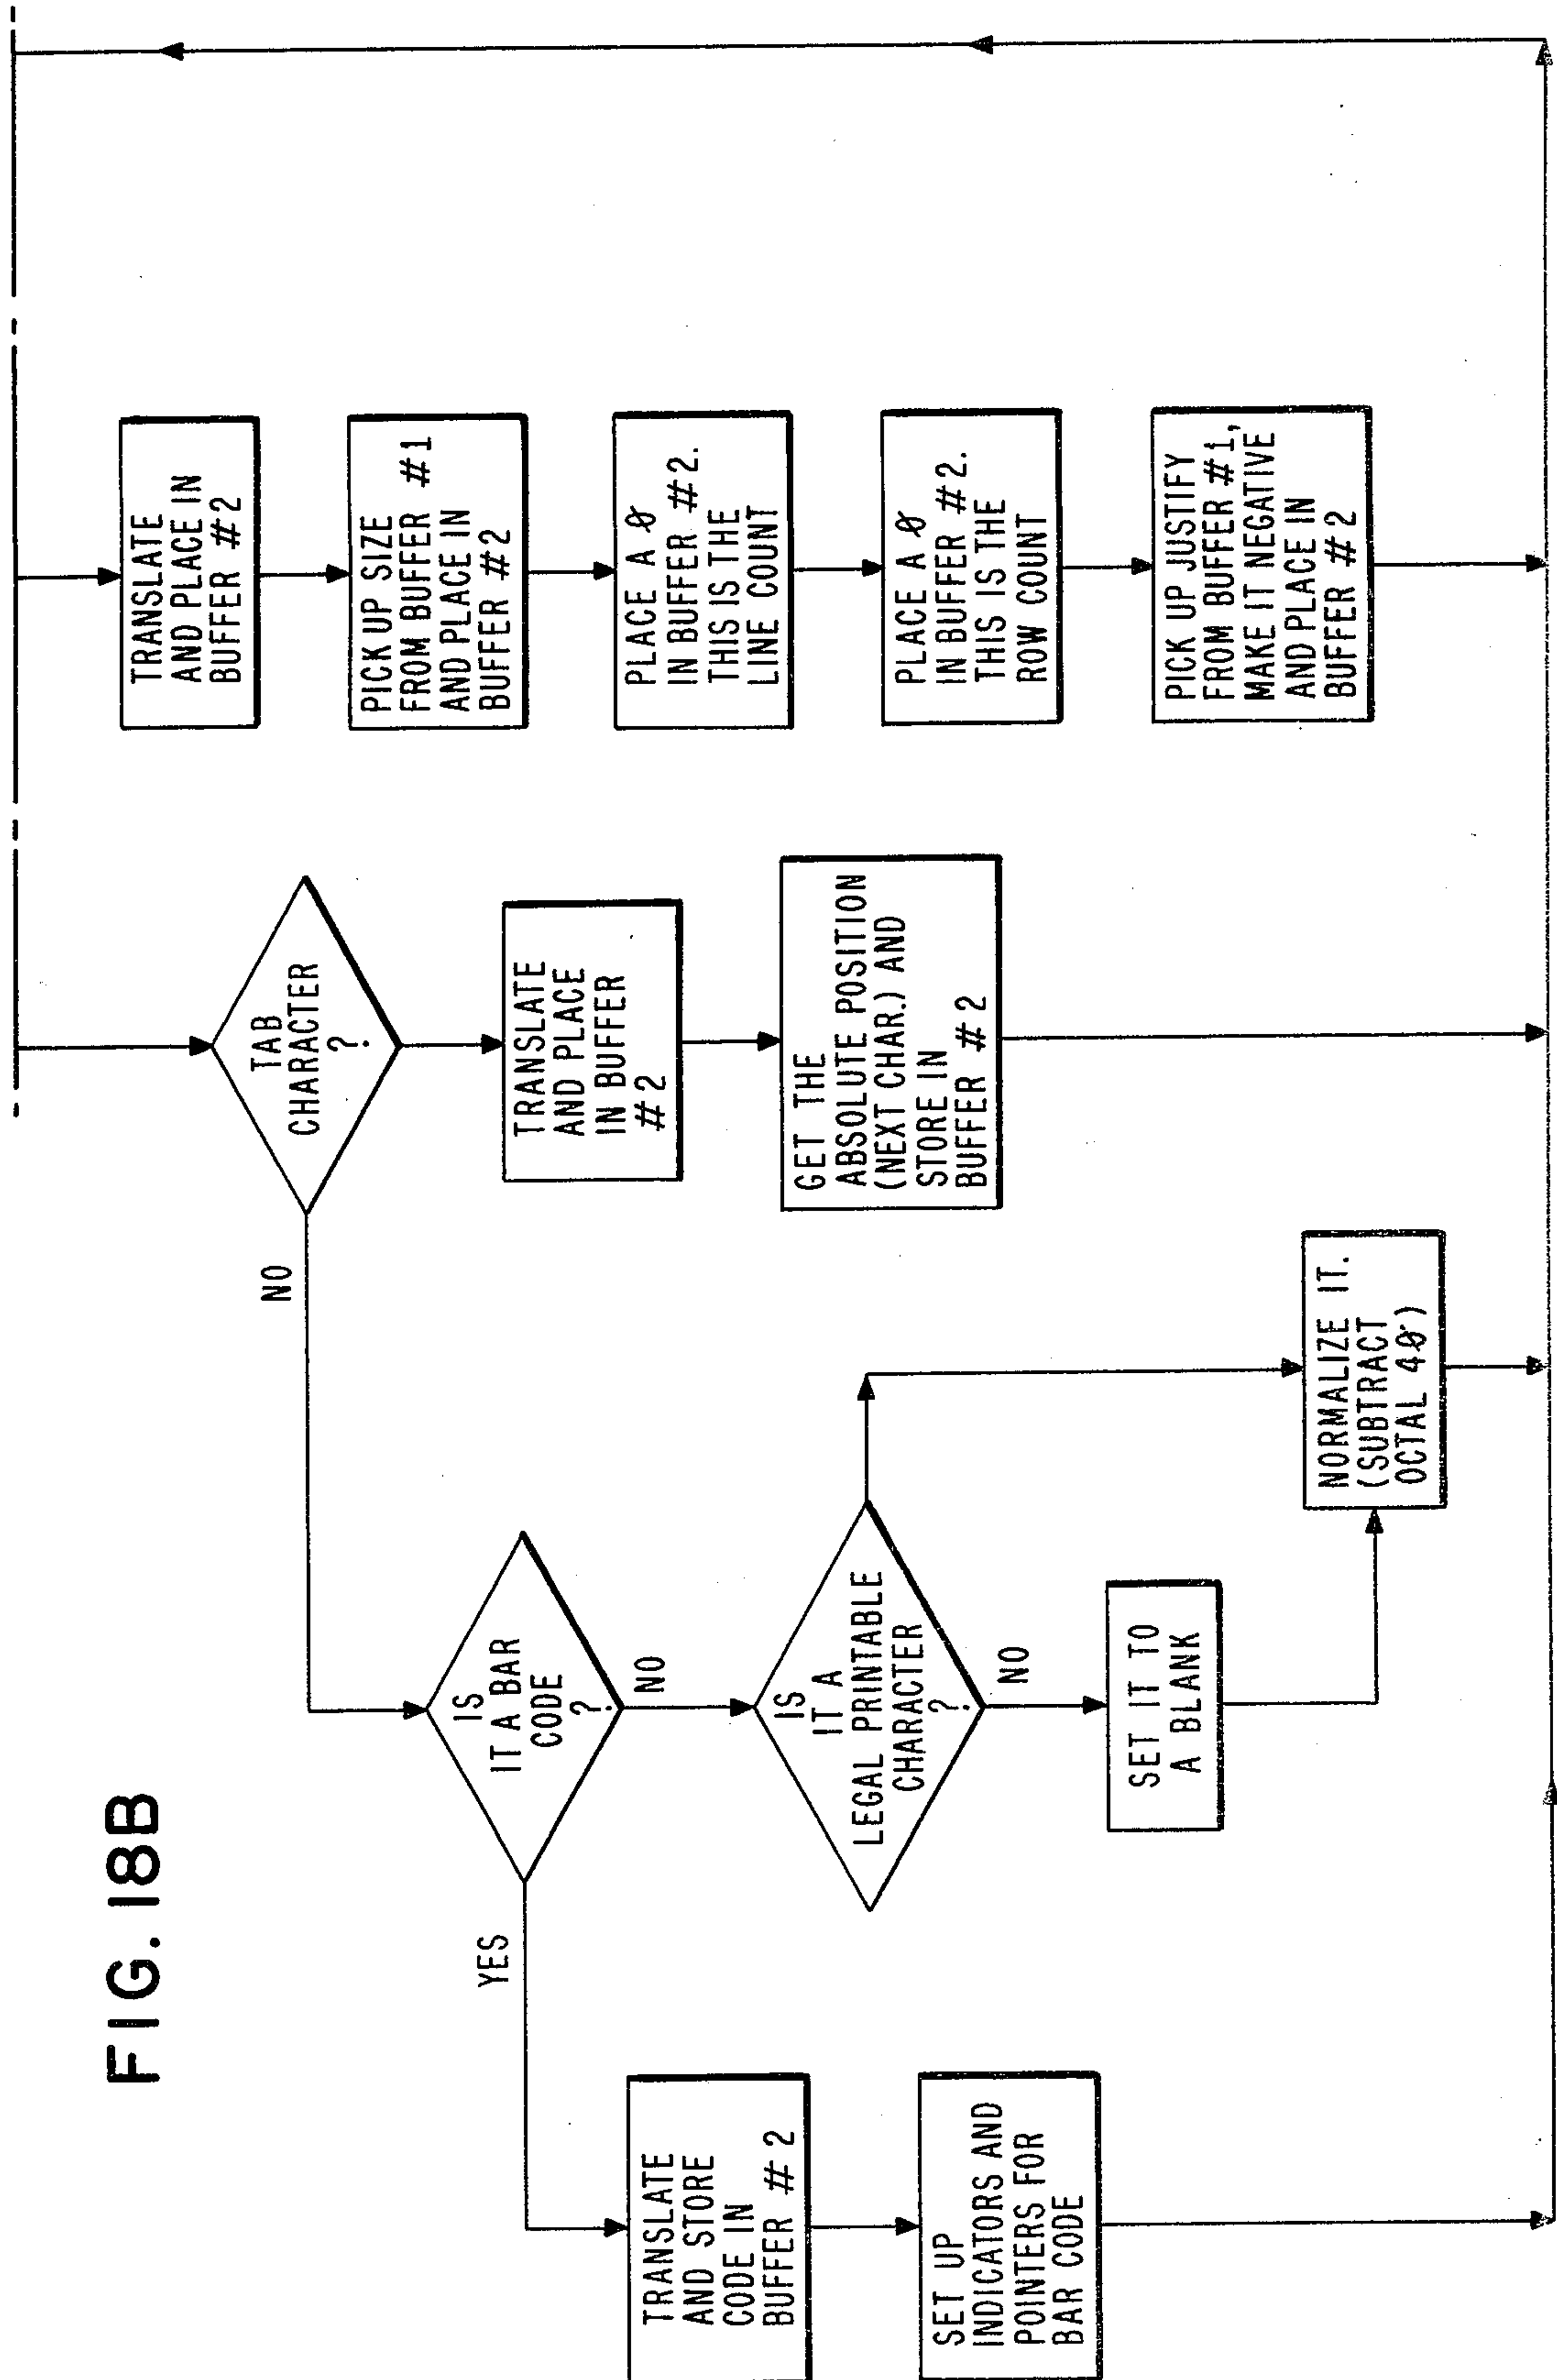 FIG. 18B
TRANSLATE
AND STORE
CODE IN
BUFFER #2
SET UP
INDICATORS AND
POINTERS FOR
BAR CODE
YES
IS
IT A BAR
CODE
?
NO
IS
IT A
LEGAL PRINTABLE
CHARACTER
?
NO
SET IT TO
A BLANK
NORMALIZE IT.
(SUBTRACT
OCTAL 40)
NO
TAB
CHARACTER
?
TRANSLATE
AND PLACE
IN BUFFER
#2
GET THE
ABSOLUTE POSITION
(NEXT CHAR.) AND
STORE IN
BUFFER #2
TRANSLATE
AND PLACE IN
BUFFER #2
PICK UP SIZE
FROM BUFFER #1
AND PLACE IN
BUFFER #2
PLACE A 0
IN BUFFER #2.
THIS IS THE
LINE COUNT
PLACE A 0
IN BUFFER #2.
THIS IS THE
ROW COUNT
PICK UP JUSTIFY
FROM BUFFER #1,
MAKE IT NEGATIVE
AND PLACE IN
BUFFER #2